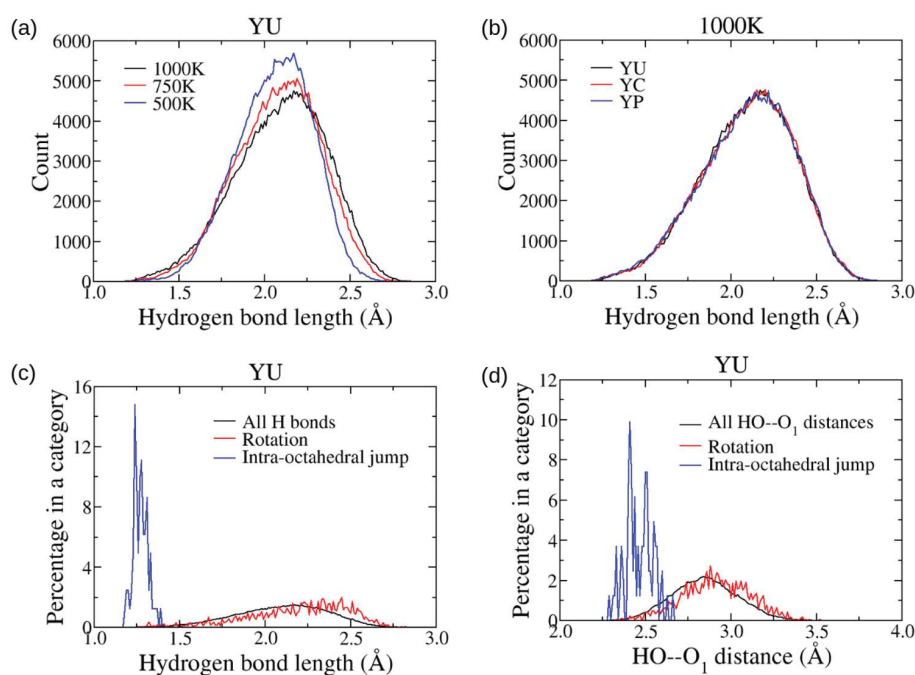 (a)
YU
6000
5000
4000
3000
2000
1000
0
Count
1000K
750K
500K
1.0 1.5 2.0 2.5 3.0
Hydrogen bond length (Å)
(b)
1000K
6000
5000
4000
3000
2000
1000
0
Count
YU
YC
YP
1.0 1.5 2.0 2.5 3.0
Hydrogen bond length (Å)
(c)
YU
16
12
8
4
0
Percentage in a category
All H bonds
Rotation
Intra-octahedral jump
1.0 1.5 2.0 2.5 3.0
Hydrogen bond length (Å)
(d)
YU
12
10
8
6
4
2
0
Percentage in a category
All HO--O₁ distances
Rotation
Intra-octahedral jump
2.0 2.5 3.0 3.5 4.0
HO--O₁ distance (Å)